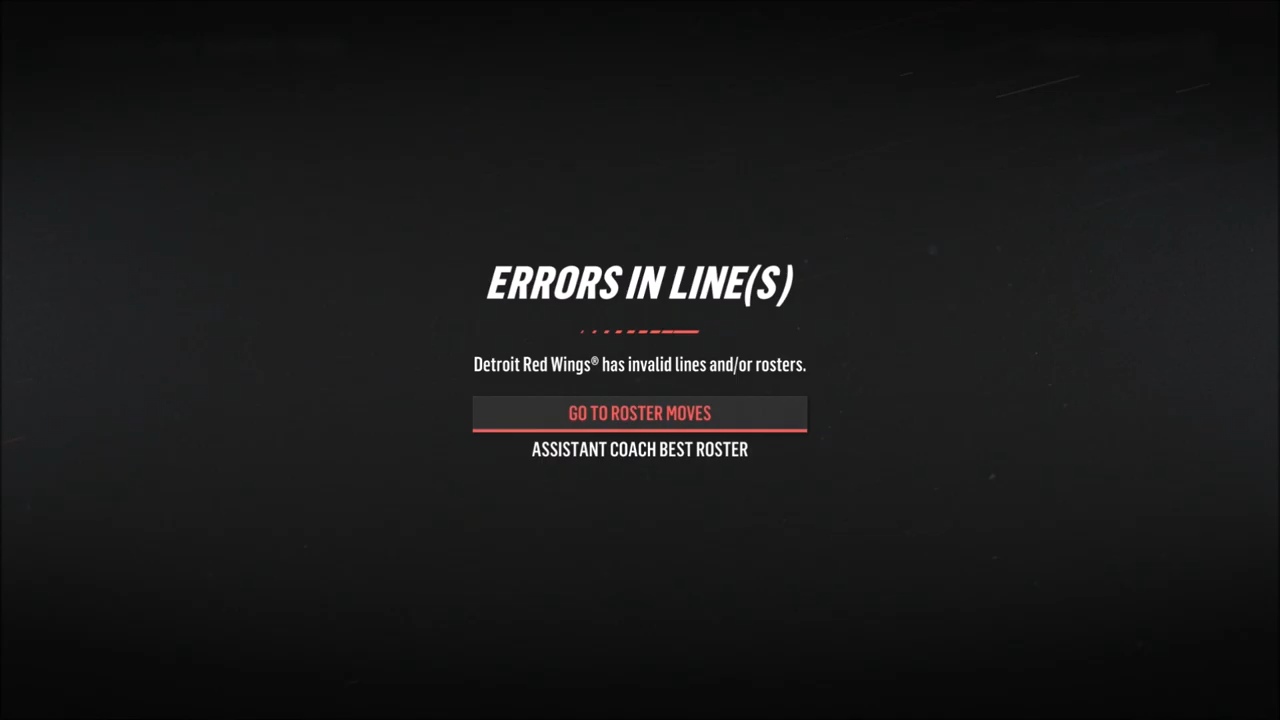 ERRORS IN LINE(S)
Detroit Red Wings® has invalid lines and/or rosters.
GO TO ROSTER MOVES
ASSISTANT COACH BEST ROSTER